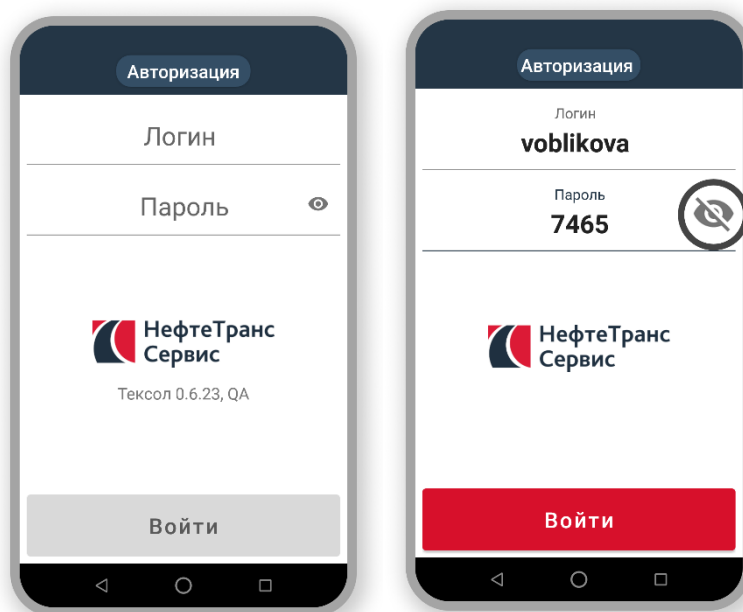 Авторизация
Логин
Пароль
НефтеТранс
Сервис
Тексол 0.6.23, QA
Войти
Авторизация
Логин
voblikova
Пароль
7465
НефтеТранс
Сервис
Войти